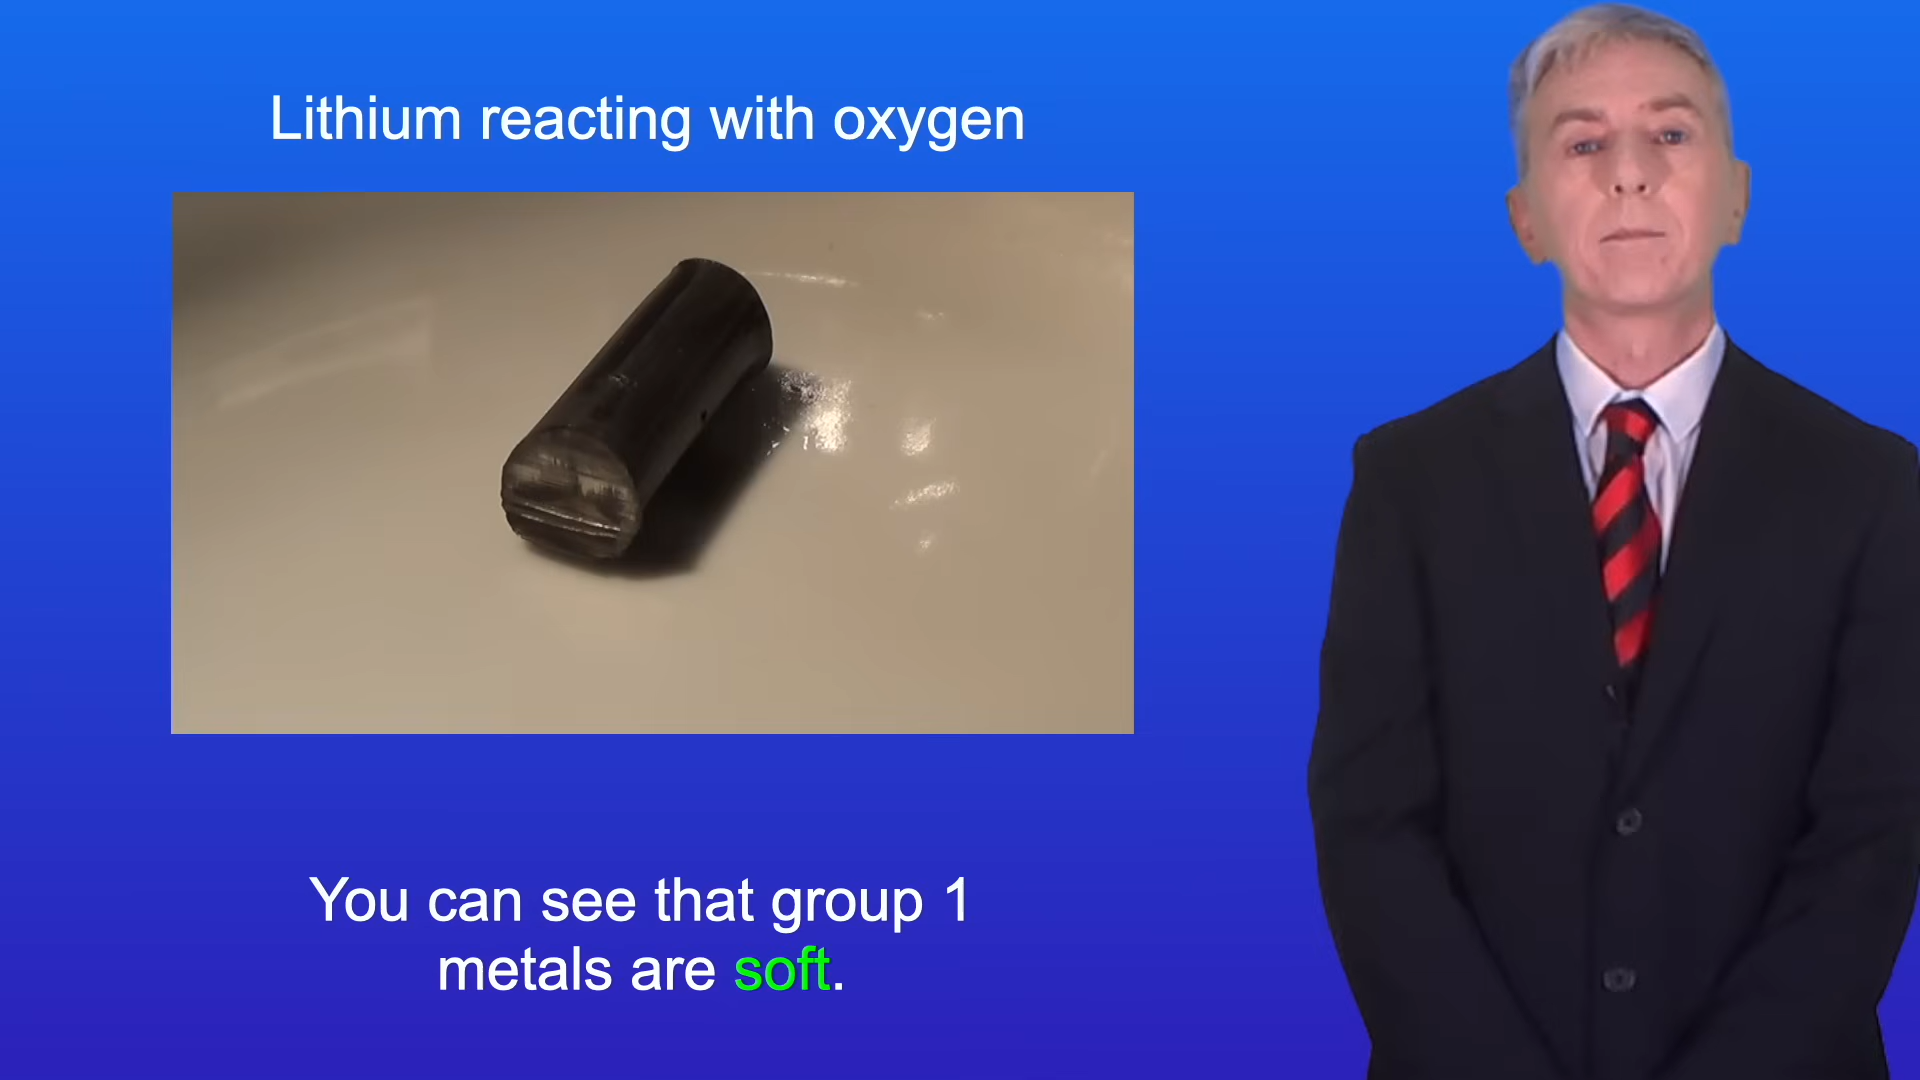 Lithium reacting with oxygen
You can see that group 1
metals are soft.